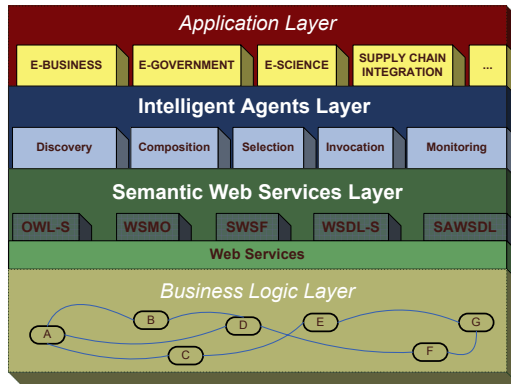 Application Layer
E-BUSINESS
E-GOVERNMENT
E-SCIENCE
SUPPLY CHAIN
INTEGRATION
...
Intelligent Agents Layer
Discovery
Composition
Selection
Invocation
Monitoring
Semantic Web Services Layer
OWL-S
WSMO
SWSF
WSDL-S
SAWSDL
Web Services
Business Logic Layer
A
B
C
D
E
F
G